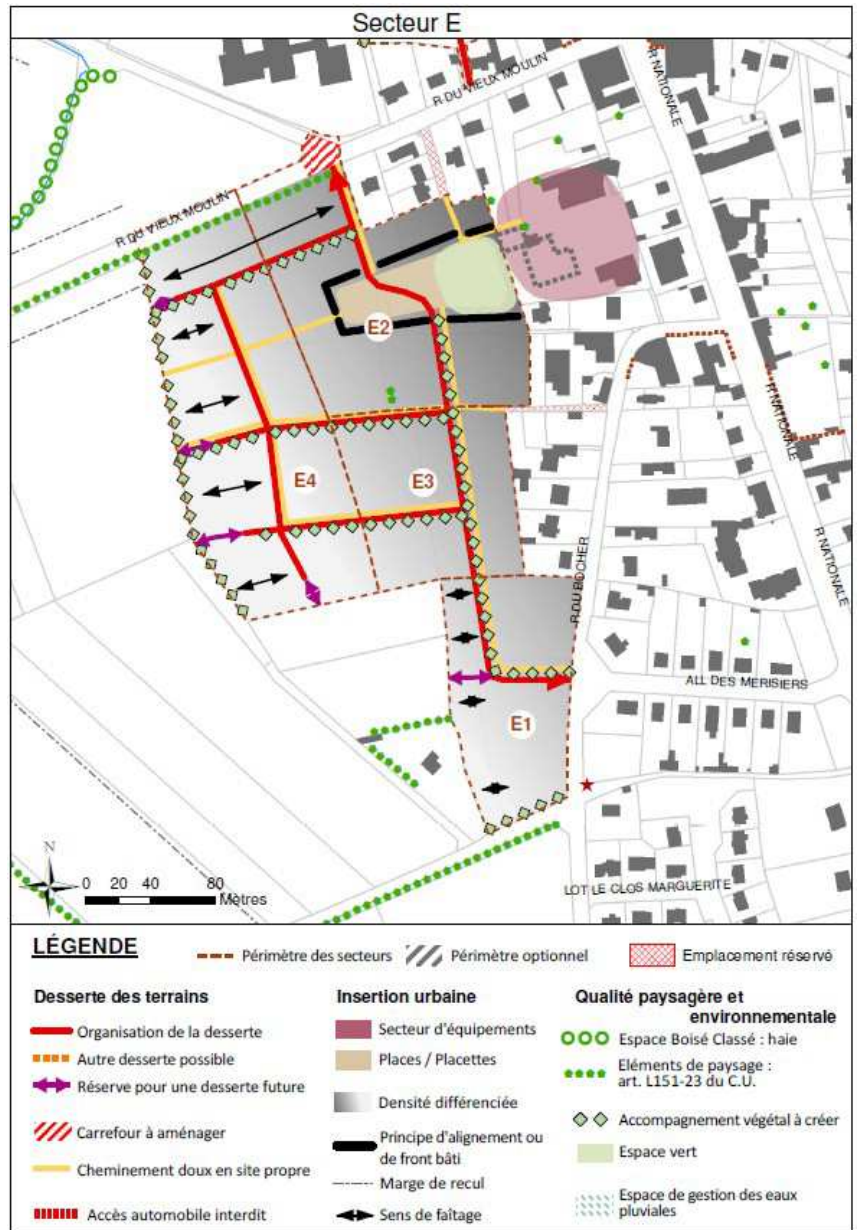 Secteur E
R DU VIEUX MOULIN
R NATIONALE
R NATIONALE
R DU VIEUX MOULIN
E2
R NATIONALE
E4
E3
R DU ROCHER
R NATIONALE
ALL DES MERISIERS
E1
N
0 20 40 80
Mètres
LOT LE CLOS MARGUERITE
LÉGENDE
Périmètre des secteurs
Périmètre optionnel
Emplacement réservé
Desserte des terrains
Organisation de la desserte
Autre desserte possible
Réserve pour une desserte future
Carrefour à aménager
Cheminement doux en site propre
Accès automobile interdit
Insertion urbaine
Secteur d'équipements
Places / Placettes
Densité différenciée
Principe d'alignement ou
de front bâti
Marge de recul
Sens de faîtage
Qualité paysagère et
environnementale
Espace Boisé Classé : haie
Eléments de paysage :
art. L151-23 du C.U.
Accompagnement végétal à créer
Espace vert
Espace de gestion des eaux
pluviales